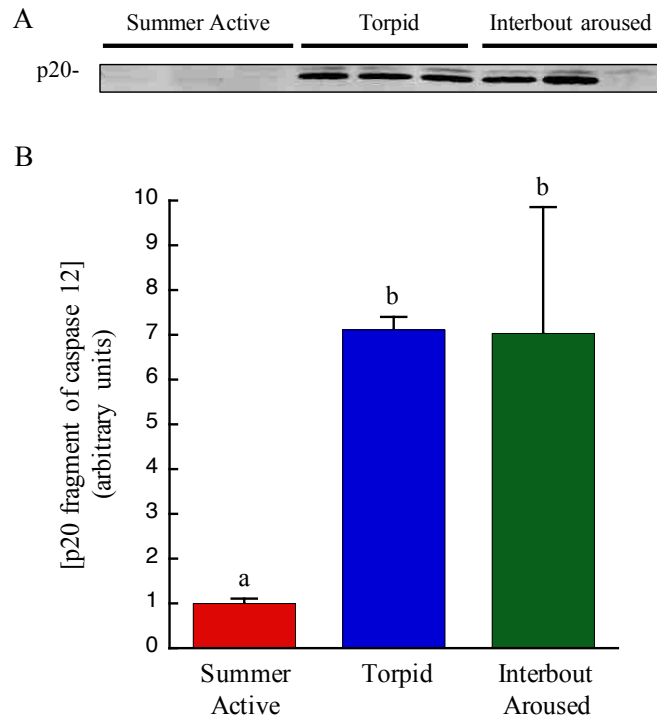 A
Summer Active Torpid Interbout aroused
p20-
B
[p20 fragment of caspase 12]
(arbitrary units)
10
9
8
7
6
5
4
3
2
1
0
a
b
b
Summer
Active
Torpid
Interbout
Aroused